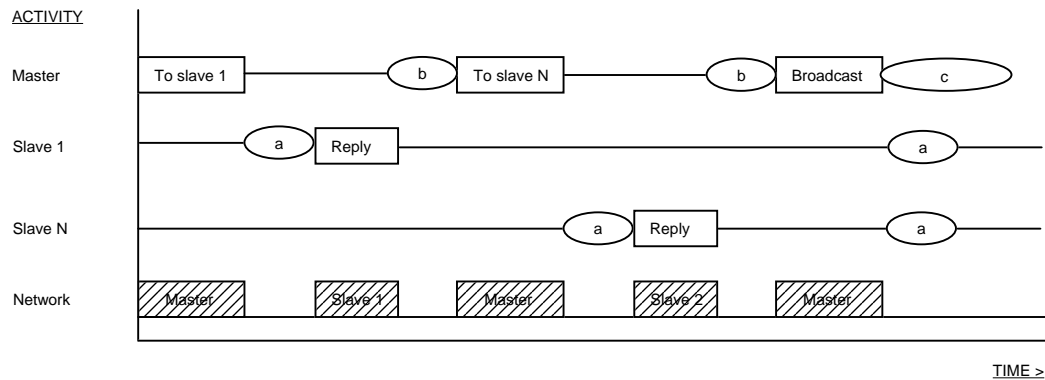 ACTIVITY
Master To slave 1 b To slave N b Broadcast c
Slave 1 a Reply a
Slave N a Reply a
Network Master Slave 1 Master Slave 2 Master
TIME >